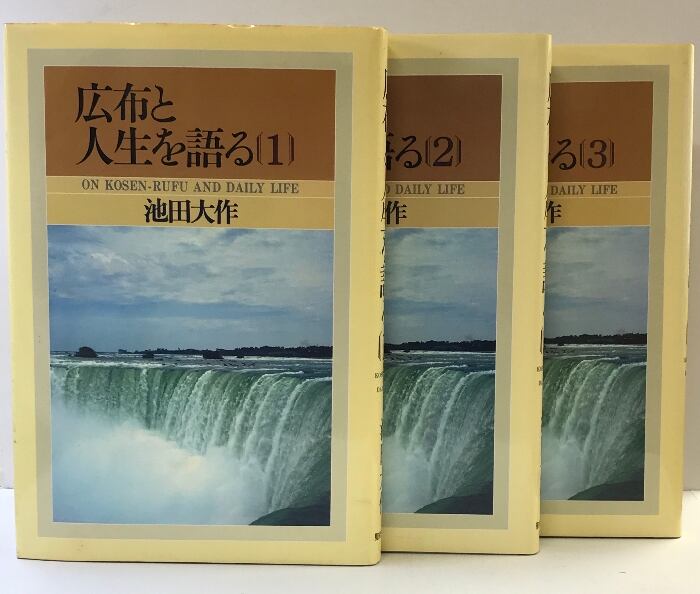 広布と
人生を語る〔1〕
ON KOSEN-RUFU AND DAILY LIFE
池田大作
る〔2〕
DAILY LIFE
作
る〔3〕
DAILY LIFE
作